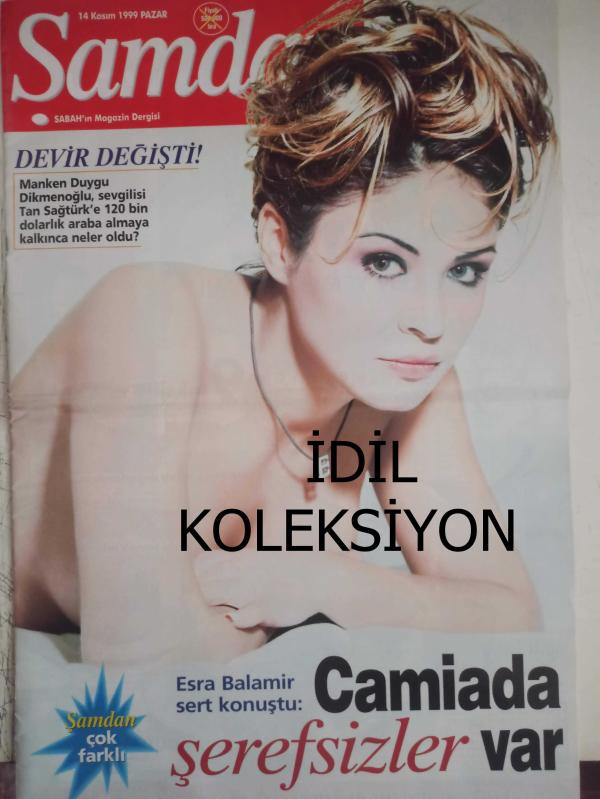 14 Kasım 1999 PAZAR
Samda
SABAH'ın Magazin Dergisi
DEVİR DEĞİŞTİ!
Manken Duygu
Dikmenoğlu, sevgilisi
Tan Sağtürk'e 120 bin
dolarlık araba almaya
kalkınca neler oldu?
İDİL
KOLEKSİYON
Esra Balamir
sert konuştu:
Camiada
şerefsizler var
Şamdan
çok
farklı